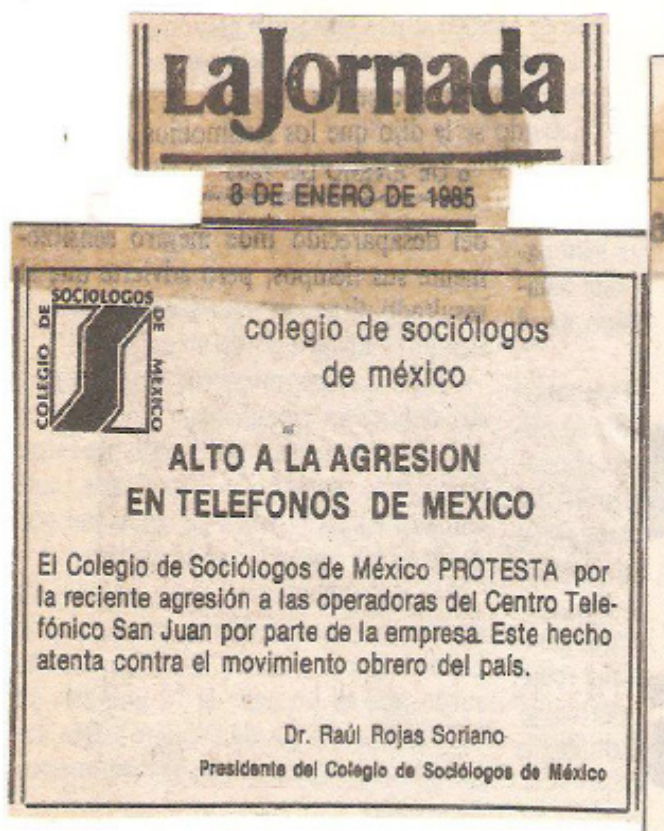 LaJornada
8 DE ENERO DE 1985
COLEGIO DE SOCIOLOGOS DE MEXICO
colegio de sociólogos
de méxico
ALTO A LA AGRESION
EN TELEFONOS DE MEXICO
El Colegio de Sociólogos de México PROTESTA por
la reciente agresión a las operadoras del Centro Tele-
fónico San Juan por parte de la empresa. Este hecho
atenta contra el movimiento obrero del país.
Dr. Raúl Rojas Soriano
Presidente del Colegio de Sociólogos de México